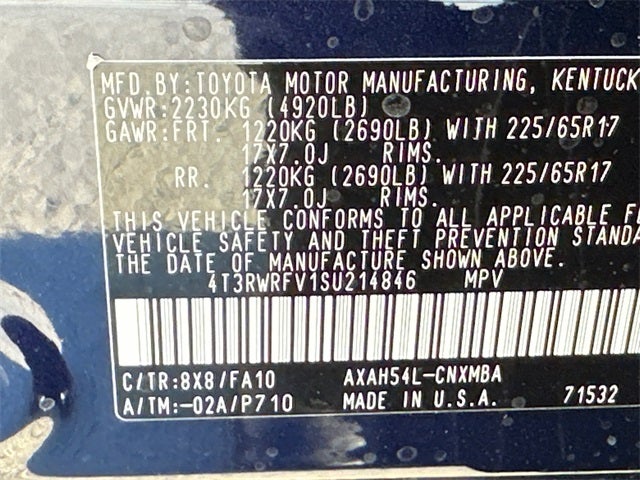 MFD. BY: TOYOTA MOTOR MANUFACTURING, KENTUCK
GVWR: 2230KG (4920LB)
GAWR: FRT. 1220KG (2690LB) WITH 225/65R17
17X7.0J RIMS.
RR. 1220KG (2690LB) WITH 225/65R17
17X7.0J RIMS.
THIS VEHICLE CONFORMS TO ALL APPLICABLE FE
VEHICLE SAFETY AND THEFT PREVENTION STANDA
THE DATE OF MANUFACTURE SHOWN ABOVE.
4T3RWRFV1SU214846 MPV
C/TR: 8X8/FA10 AXAH54L-CNXMBA
A/TM: -02A/P710 MADE IN U.S.A. 71532